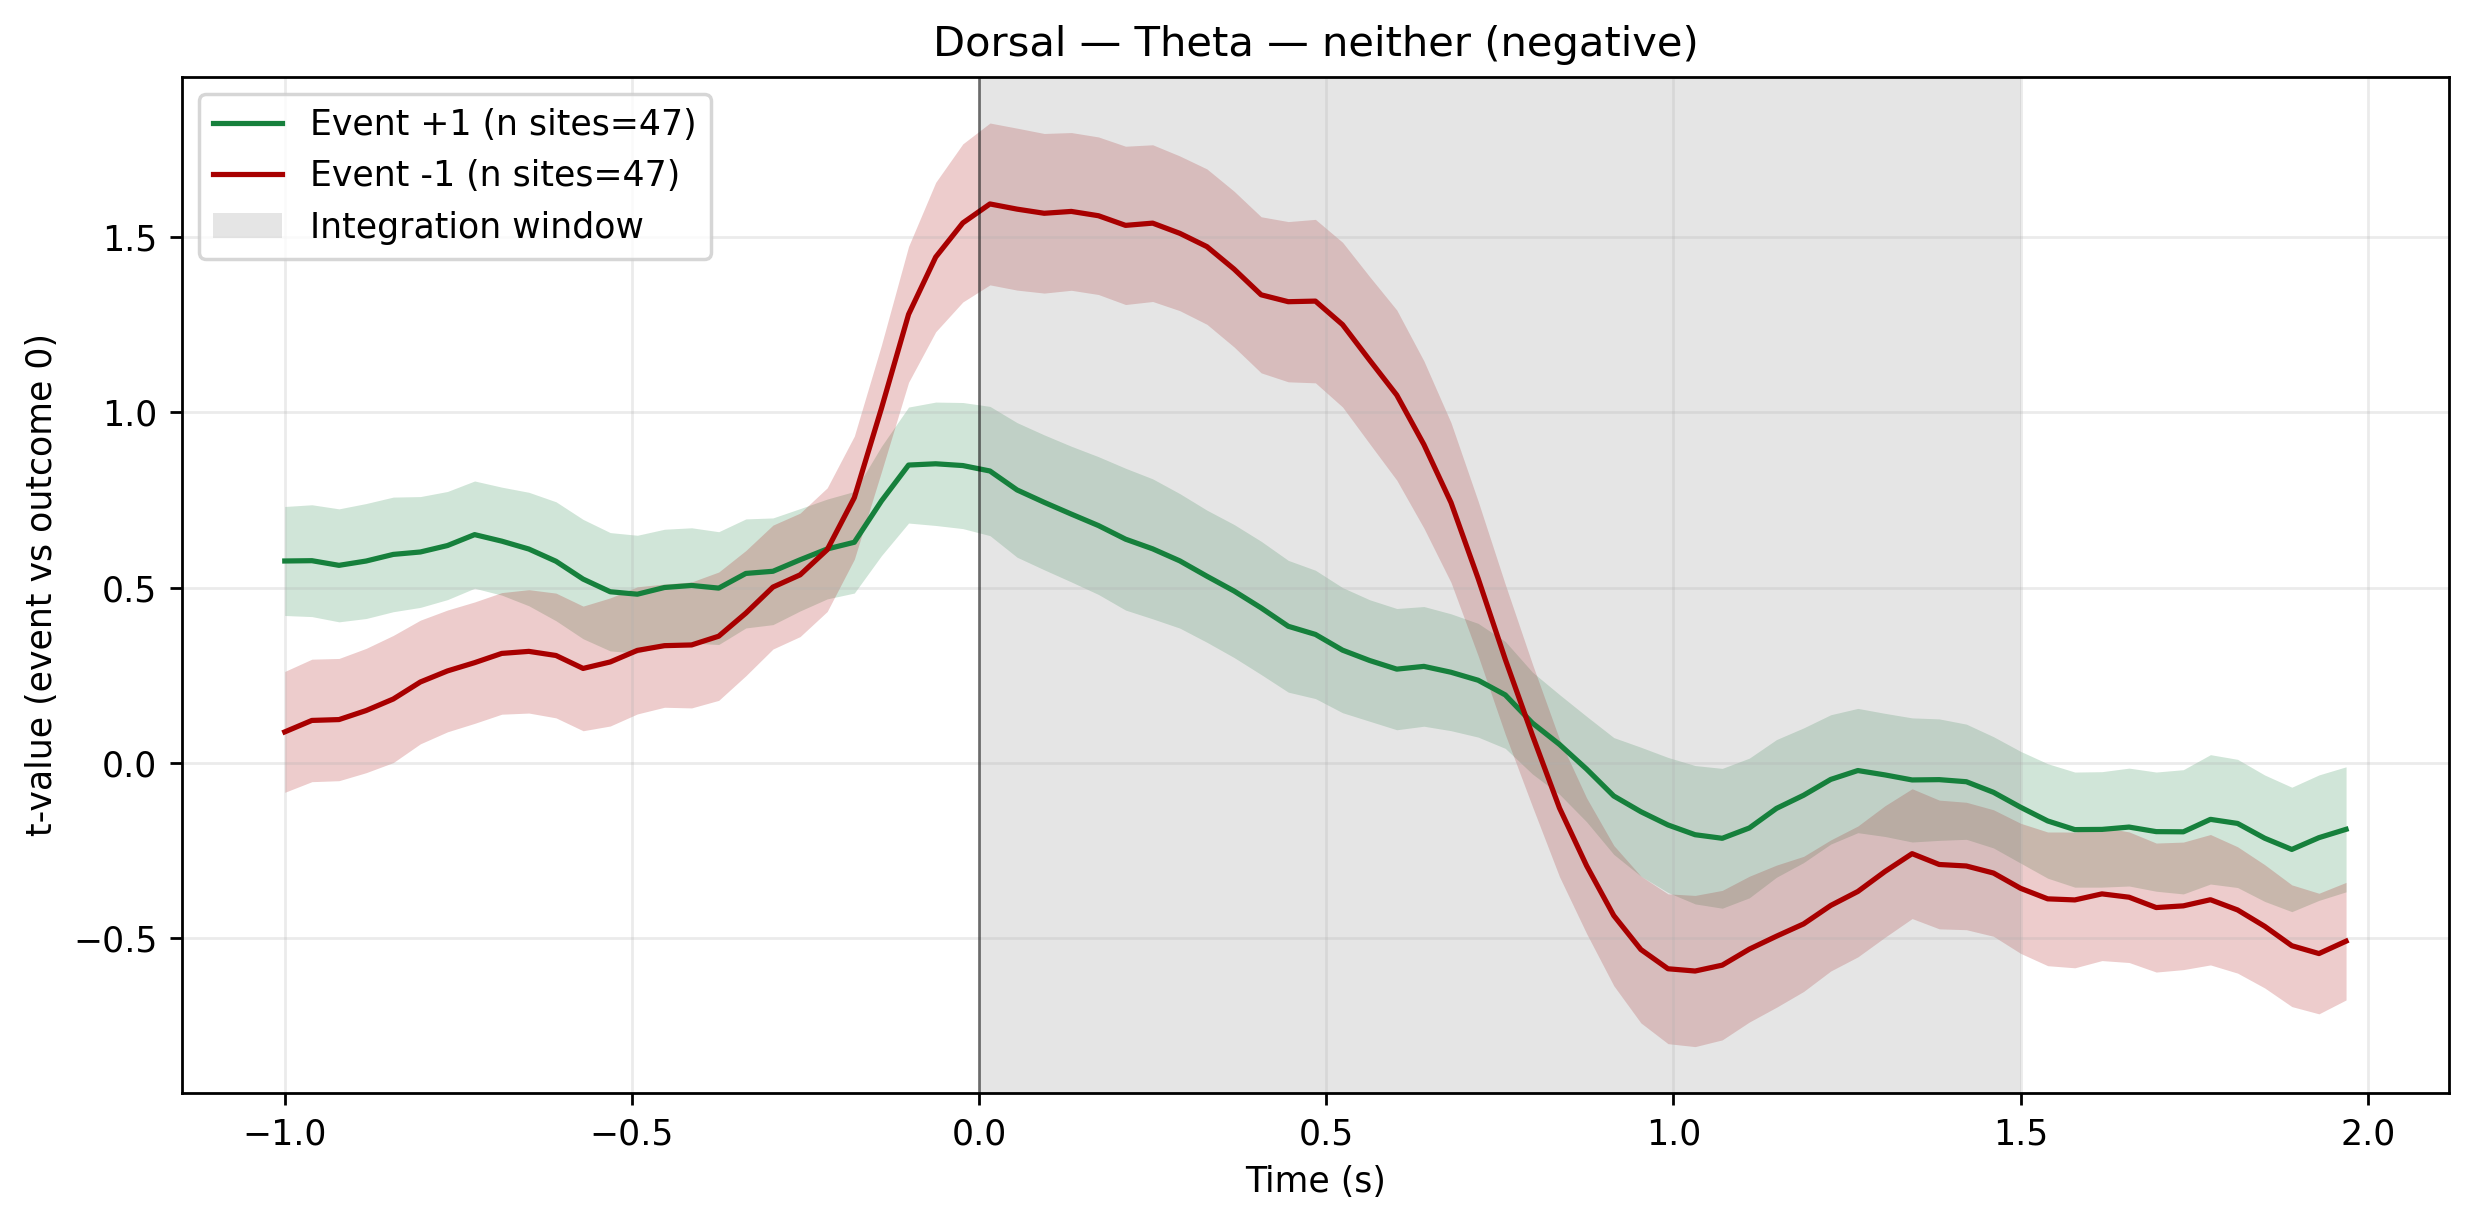 Dorsal — Theta — neither (negative)
Event +1 (n sites=47)
Event -1 (n sites=47)
Integration window
t-value (event vs outcome 0)
1.5
1.0
0.5
0.0
−0.5
−1.0
−0.5
0.0
0.5
1.0
1.5
2.0
Time (s)